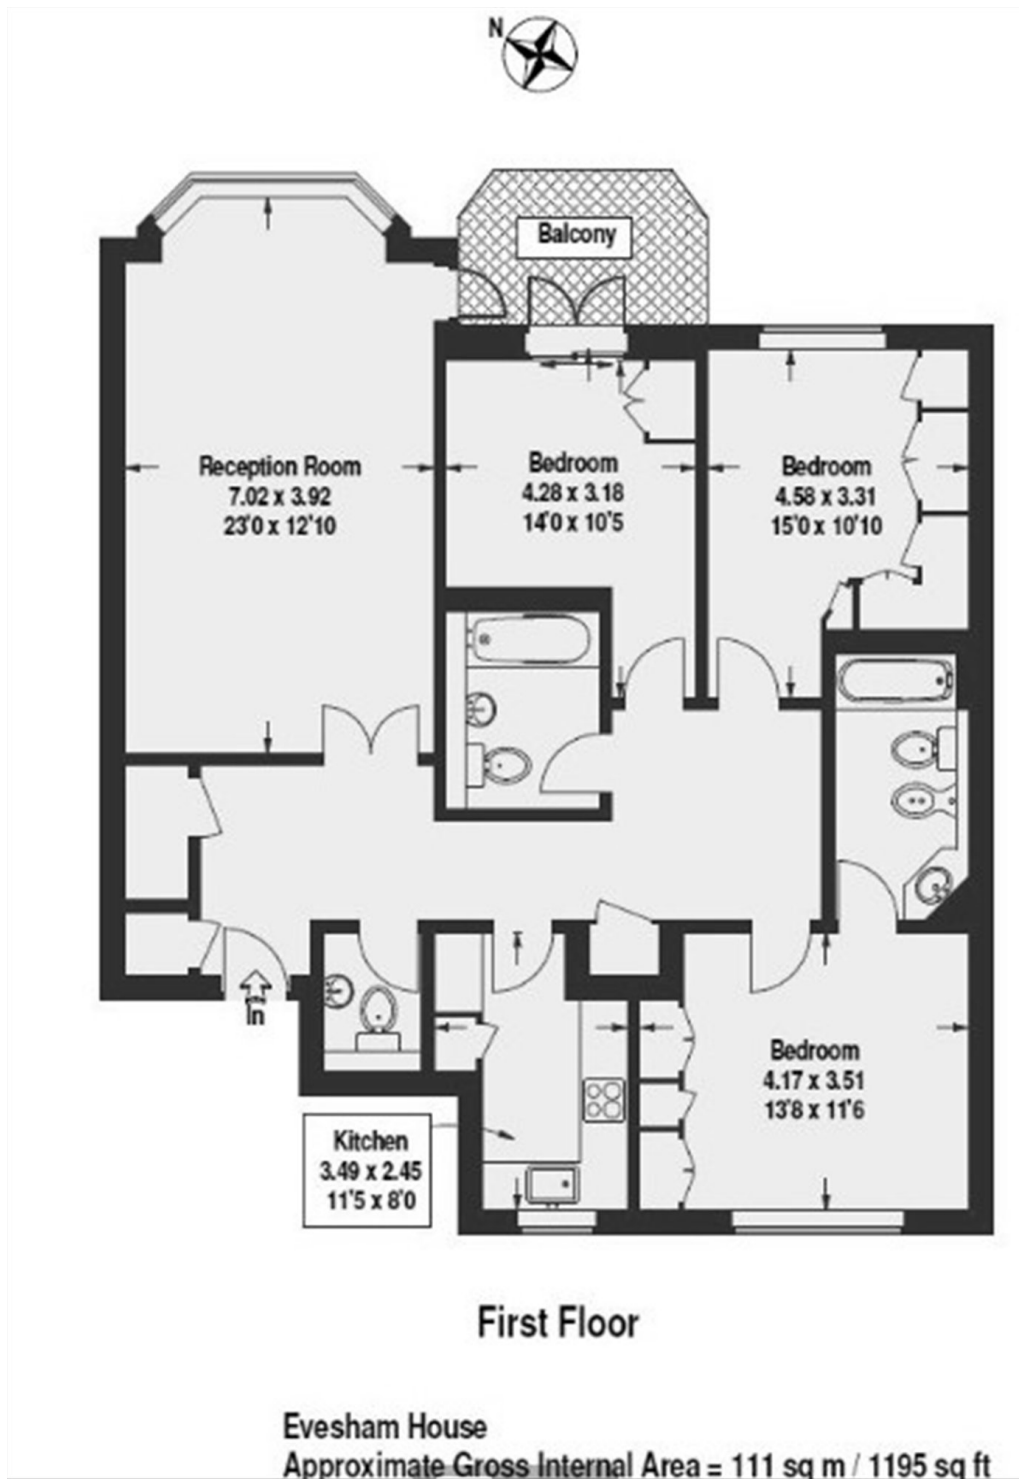 N
Balcony
Reception Room
7.02 x 3.92
23'0 x 12'10
Bedroom
4.28 x 3.18
14'0 x 10'5
Bedroom
4.58 x 3.31
15'0 x 10'10
In
Bedroom
4.17 x 3.51
13'8 x 11'6
Kitchen
3.49 x 2.45
11'5 x 8'0
First Floor
Evesham House
Approximate Gross Internal Area = 111 sq m / 1195 sq ft